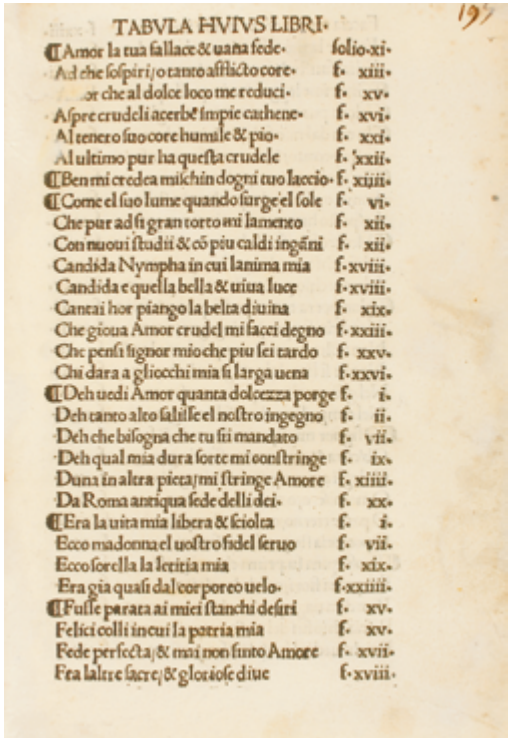 TABVLA HVIVS LIBRI.
195
¶Amor la tua fallace & uana fede. folio.xi.
Ad che sospiri/o tanto afflicto core. f. xiii.
or che al dolce loco me reduci. f. xv.
Aspre crudeli acerbe impie cathene. f. xvi.
Al tenero suo core humile & pio. f. xxi.
Al ultimo pur ha questa crudele f. xxii.
¶Ben mi credea mischin dogni tuo laccio. f. xiiii.
¶Come el suo lume quando surge el sole f. vi.
Che pur ad si gran torto mi lamento f. xii.
Con nuoui studii & cō piu caldi ingāni f. xii.
Candida Nympha in cui lanima mia f.xviii.
Candida e quella bella & uiua luce f.xviii.
Cantai hor piango la belta diuina f. xix.
Che gioua Amor crudel mi facci degno f.xxiii.
Che pensi signor mio che piu sei tardo f. xxv.
Chi dara a gliocchi mia si larga uena f.xxvi.
¶Deh uedi Amor quanta dolcezza porge f. i.
Deh tanto alto salisse el nostro ingegno f. ii.
Deh che bisogna che tu sii mandato f. vii.
Deh qual mia dura sorte mi constringe f. ix.
Duna in altra pieta/mi stringe Amore f. xiiii.
Da Roma antiqua sede delli dei. f. xx.
¶Era la uita mia libera & sciolta f. i.
Ecco madonna el uostro fidel seruo f. vii.
Ecco sorella la letitia mia f. xix.
Era gia quasi dal corporeo uelo. f.xxiiii.
¶Fusse parata ai miei stanchi desiri f. xv.
Felici colli in cui la patria mia f. xv.
Fede perfecta/& mai non finto Amore f. xvii.
Fra laltre sacre/& gloriose diue f.xviii.